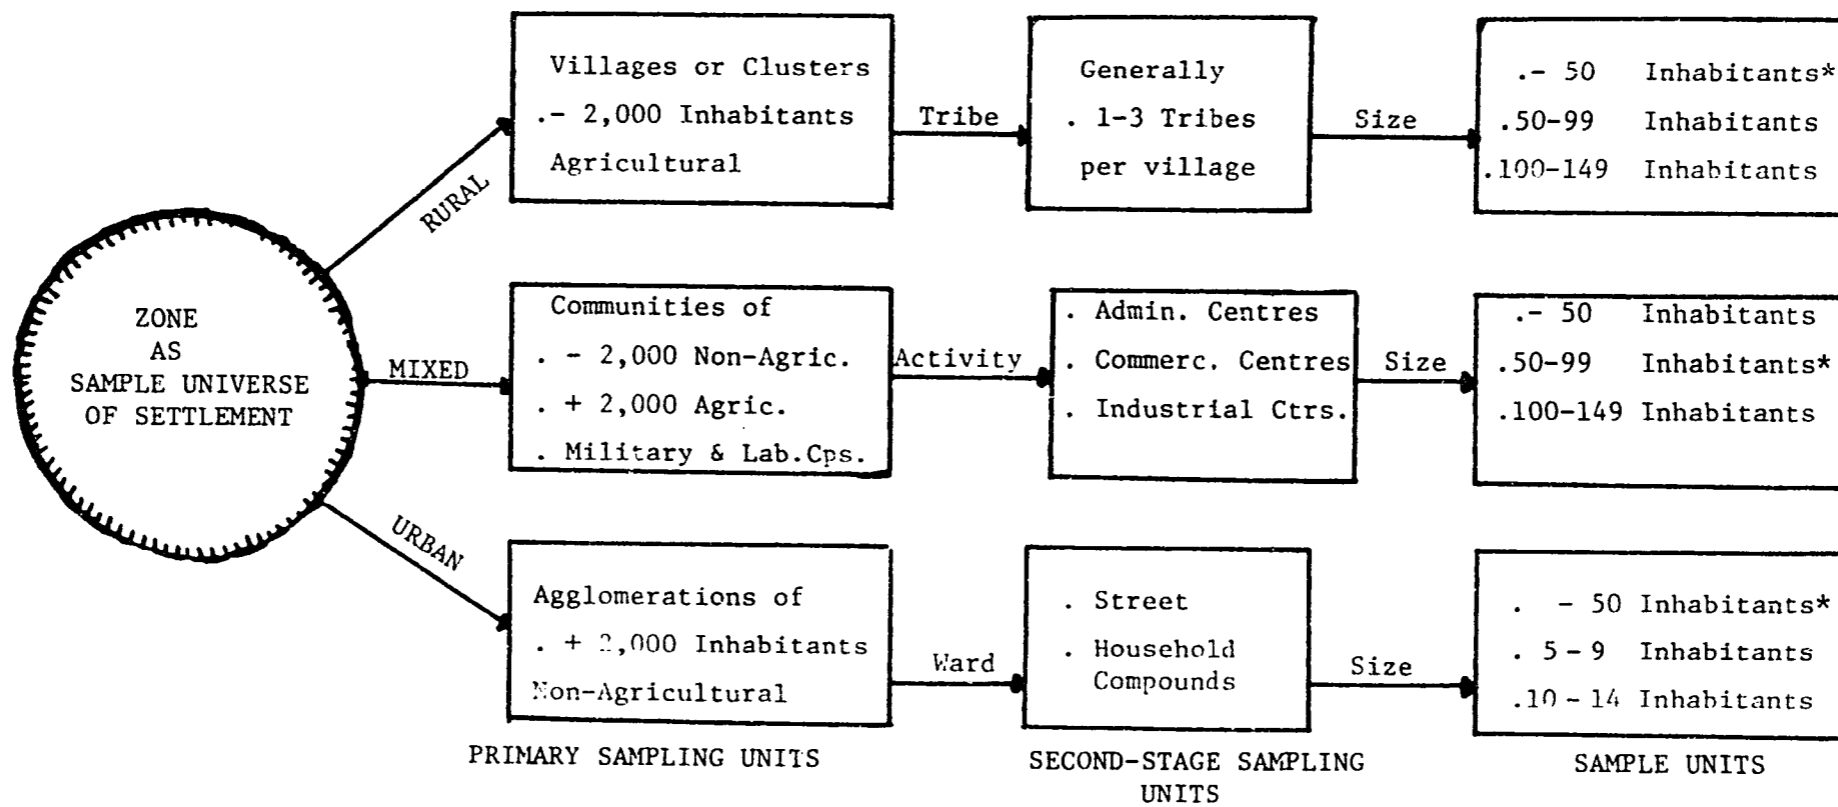 ZONE
AS
SAMPLE UNIVERSE
OF SETTLEMENT
RURAL
Villages or Clusters
.- 2,000 Inhabitants
Agricultural
Tribe
Generally
. 1-3 Tribes
per village
Size
.- 50 Inhabitants*
.50-99 Inhabitants
.100-149 Inhabitants
MIXED
Communities of
. - 2,000 Non-Agric.
. + 2,000 Agric.
. Military & Lab.Cps.
Activity
. Admin. Centres
. Commerc. Centres
. Industrial Ctrs.
Size
.- 50 Inhabitants
.50-99 Inhabitants*
.100-149 Inhabitants
URBAN
Agglomerations of
. + 2,000 Inhabitants
Non-Agricultural
Ward
. Street
. Household
Compounds
Size
. - 50 Inhabitants*
. 5-9 Inhabitants
.10-14 Inhabitants
PRIMARY SAMPLING UNITS
SECOND-STAGE SAMPLING
UNITS
SAMPLE UNITS